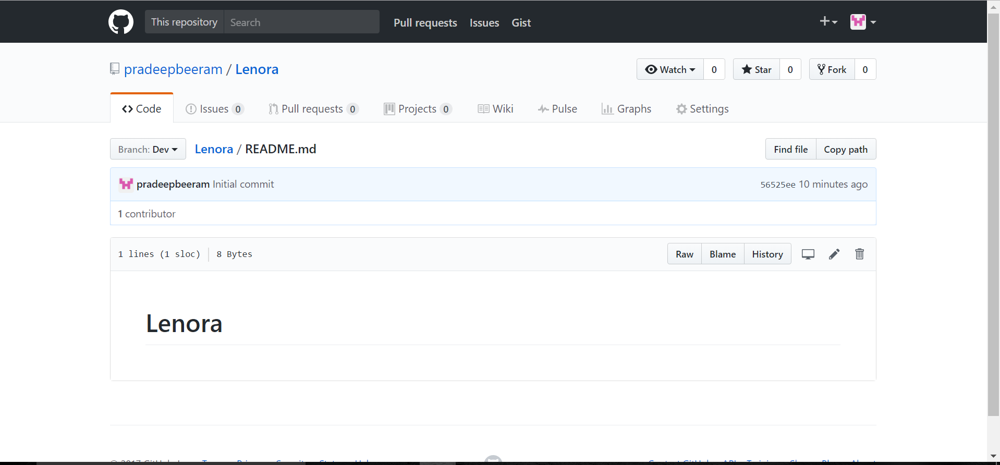 This repository Search Pull requests Issues Gist
pradeepbeeram / Lenora Watch 0 Star 0 Fork 0
Code Issues 0 Pull requests 0 Projects 0 Wiki Pulse Graphs Settings
Branch: Dev Lenora / README.md Find file Copy path
pradeepbeeram Initial commit 56525ee 10 minutes ago
1 contributor
1 lines (1 sloc) 8 Bytes Raw Blame History
Lenora